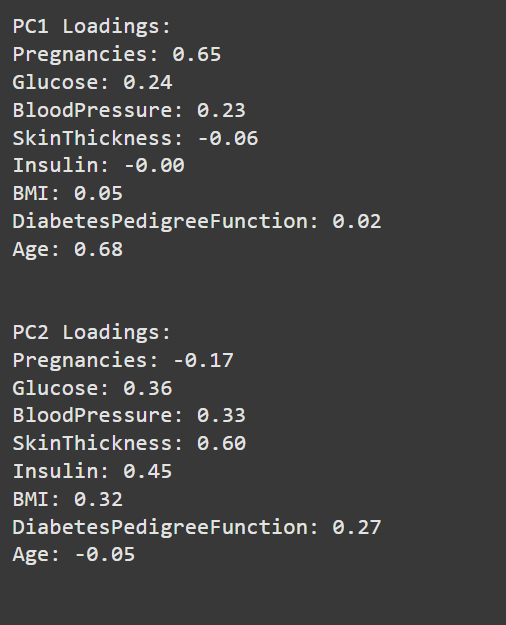 PC1 Loadings:
Pregnancies: 0.65
Glucose: 0.24
BloodPressure: 0.23
SkinThickness: -0.06
Insulin: -0.00
BMI: 0.05
DiabetesPedigreeFunction: 0.02
Age: 0.68
PC2 Loadings:
Pregnancies: -0.17
Glucose: 0.36
BloodPressure: 0.33
SkinThickness: 0.60
Insulin: 0.45
BMI: 0.32
DiabetesPedigreeFunction: 0.27
Age: -0.05